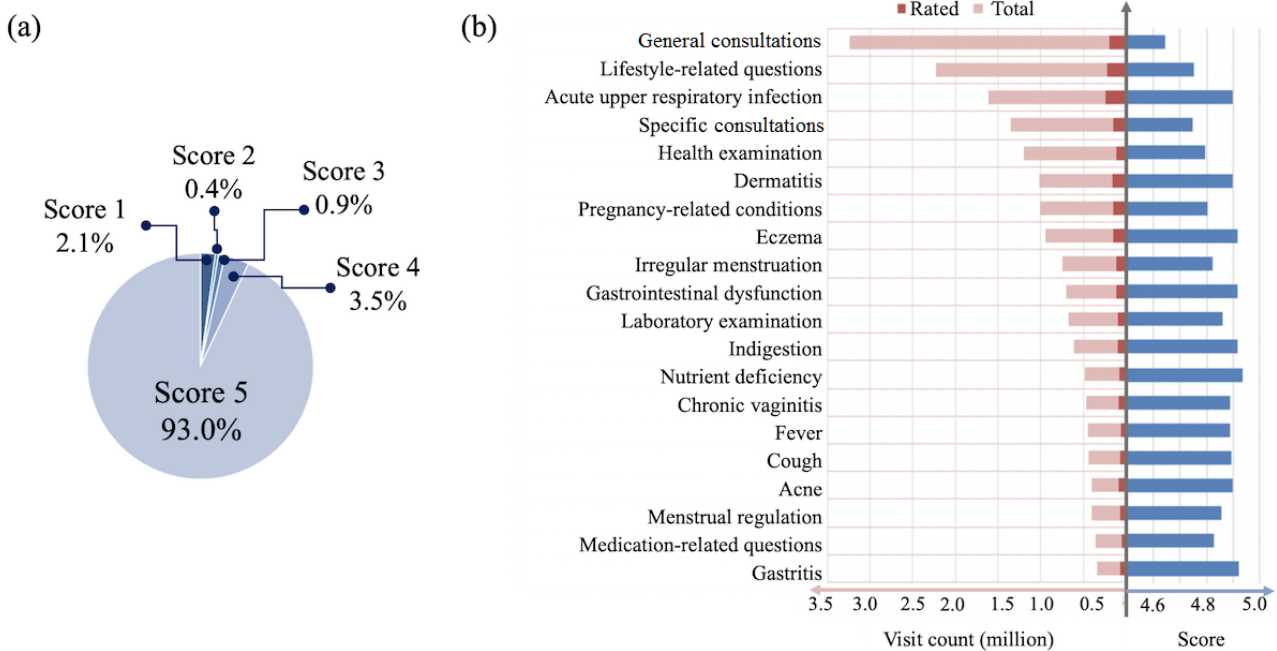 (a)
Score 1
2.1%
Score 2
0.4%
Score 3
0.9%
Score 4
3.5%
Score 5
93.0%
(b)
Rated Total
General consultations
Lifestyle-related questions
Acute upper respiratory infection
Specific consultations
Health examination
Dermatitis
Pregnancy-related conditions
Eczema
Irregular menstruation
Gastrointestinal dysfunction
Laboratory examination
Indigestion
Nutrient deficiency
Chronic vaginitis
Fever
Cough
Acne
Menstrual regulation
Medication-related questions
Gastritis
3.5 3.0 2.5 2.0 1.5 1.0 0.5 4.6 4.8 5.0
Visit count (million) Score